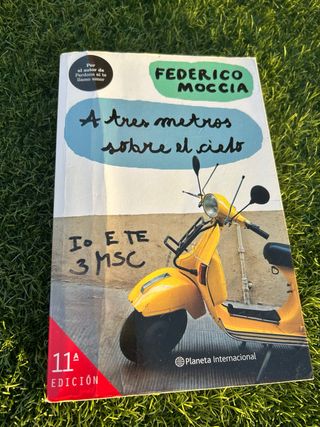 Por
el autor de
Perdona si te
llamo amor
FEDERICO
MOCCIA
A tres metros
sobre el cielo
IO E TE
3 MSC
11ª
EDICIÓN
Planeta Internacional